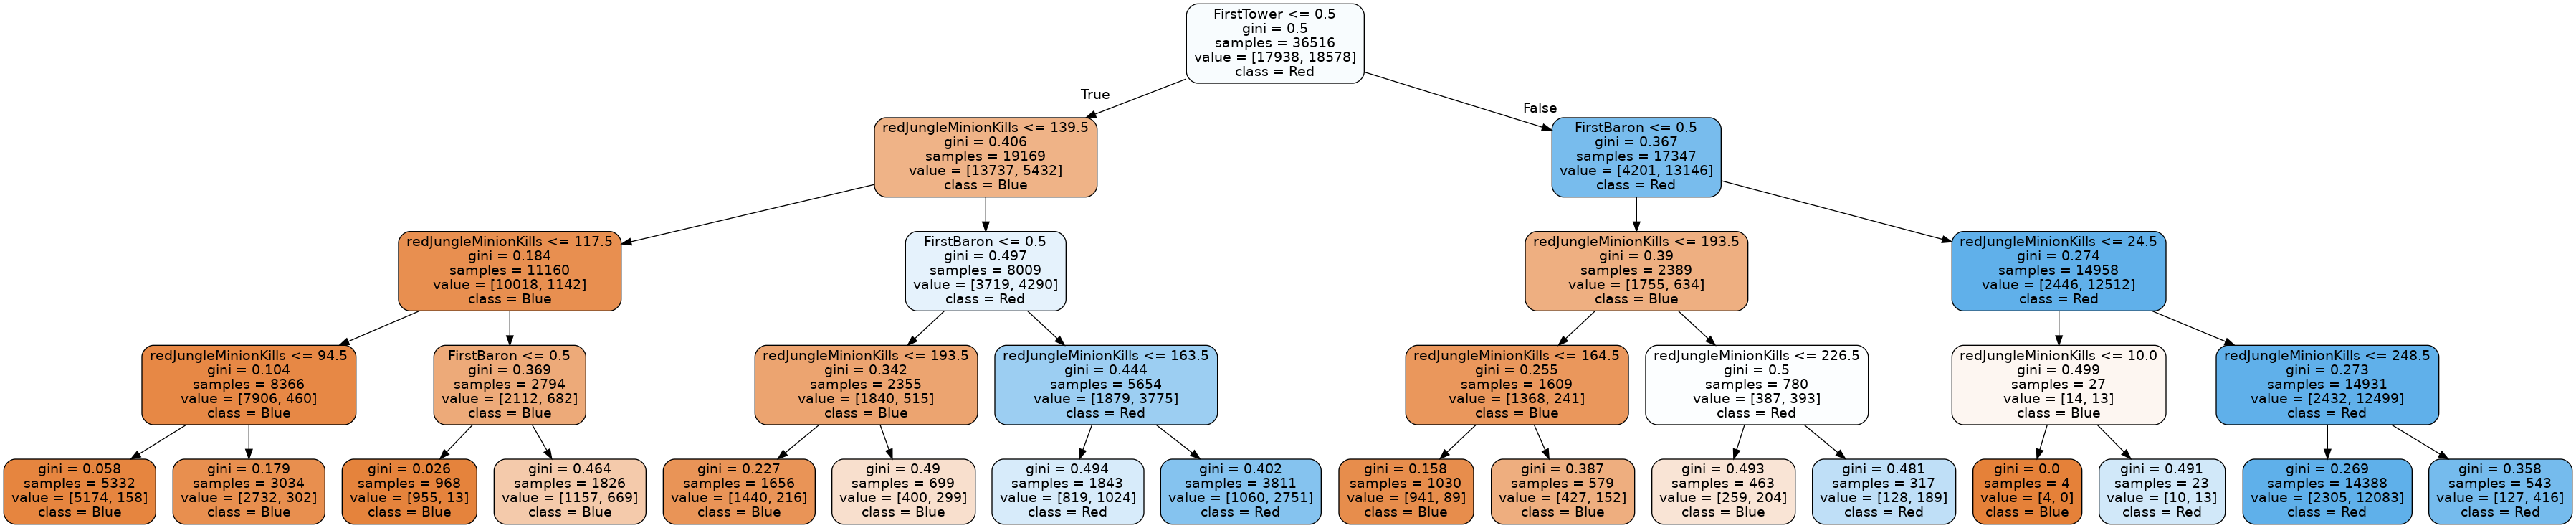 FirstTower <= 0.5
gini = 0.5
samples = 36516
value = [17938, 18578]
class = Red
True
False
redJungleMinionKills <= 139.5
gini = 0.406
samples = 19169
value = [13737, 5432]
class = Blue
FirstBaron <= 0.5
gini = 0.367
samples = 17347
value = [4201, 13146]
class = Red
redJungleMinionKills <= 117.5
gini = 0.184
samples = 11160
value = [10018, 1142]
class = Blue
FirstBaron <= 0.5
gini = 0.497
samples = 8009
value = [3719, 4290]
class = Red
redJungleMinionKills <= 193.5
gini = 0.39
samples = 2389
value = [1755, 634]
class = Blue
redJungleMinionKills <= 24.5
gini = 0.274
samples = 14958
value = [2446, 12512]
class = Red
redJungleMinionKills <= 94.5
gini = 0.104
samples = 8366
value = [7906, 460]
class = Blue
FirstBaron <= 0.5
gini = 0.369
samples = 2794
value = [2112, 682]
class = Blue
redJungleMinionKills <= 193.5
gini = 0.342
samples = 2355
value = [1840, 515]
class = Blue
redJungleMinionKills <= 163.5
gini = 0.444
samples = 5654
value = [1879, 3775]
class = Red
redJungleMinionKills <= 164.5
gini = 0.255
samples = 1609
value = [1368, 241]
class = Blue
redJungleMinionKills <= 226.5
gini = 0.5
samples = 780
value = [387, 393]
class = Red
redJungleMinionKills <= 10.0
gini = 0.499
samples = 27
value = [14, 13]
class = Blue
redJungleMinionKills <= 248.5
gini = 0.273
samples = 14931
value = [2432, 12499]
class = Red
gini = 0.058
samples = 5332
value = [5174, 158]
class = Blue
gini = 0.179
samples = 3034
value = [2732, 302]
class = Blue
gini = 0.026
samples = 968
value = [955, 13]
class = Blue
gini = 0.464
samples = 1826
value = [1157, 669]
class = Blue
gini = 0.227
samples = 1656
value = [1440, 216]
class = Blue
gini = 0.49
samples = 699
value = [400, 299]
class = Blue
gini = 0.494
samples = 1843
value = [819, 1024]
class = Red
gini = 0.402
samples = 3811
value = [1060, 2751]
class = Red
gini = 0.158
samples = 1030
value = [941, 89]
class = Blue
gini = 0.387
samples = 579
value = [427, 152]
class = Blue
gini = 0.493
samples = 463
value = [259, 204]
class = Blue
gini = 0.481
samples = 317
value = [128, 189]
class = Red
gini = 0.0
samples = 4
value = [4, 0]
class = Blue
gini = 0.491
samples = 23
value = [10, 13]
class = Red
gini = 0.269
samples = 14388
value = [2305, 12083]
class = Red
gini = 0.358
samples = 543
value = [127, 416]
class = Red